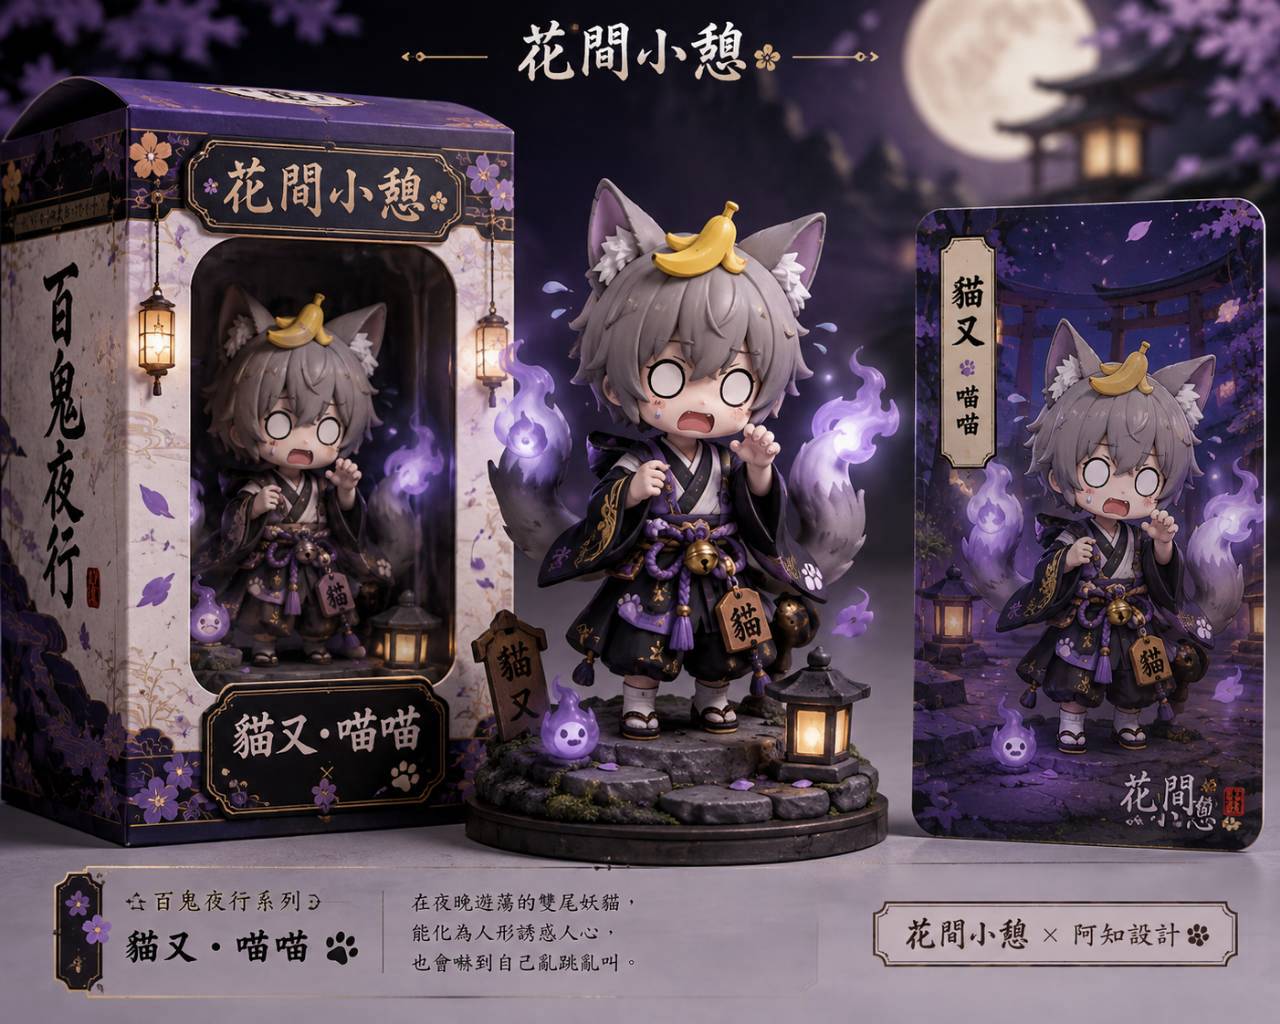 花間小憩
花間小憩
百鬼夜行
貓
貓又·喵喵
貓又
貓
貓又
喵喵
貓
花間小憩
百鬼夜行系列
貓又·喵喵
在夜晚遊蕩的雙尾妖貓，
能化為人形誘惑人心，
也會嚇到自己亂跳亂叫。
花間小憩 × 阿知設計